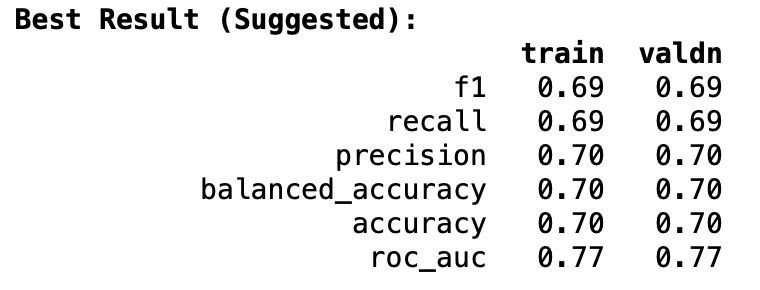 Best Result (Suggested):
train valdn
f1 0.69 0.69
recall 0.69 0.69
precision 0.70 0.70
balanced_accuracy 0.70 0.70
accuracy 0.70 0.70
roc_auc 0.77 0.77